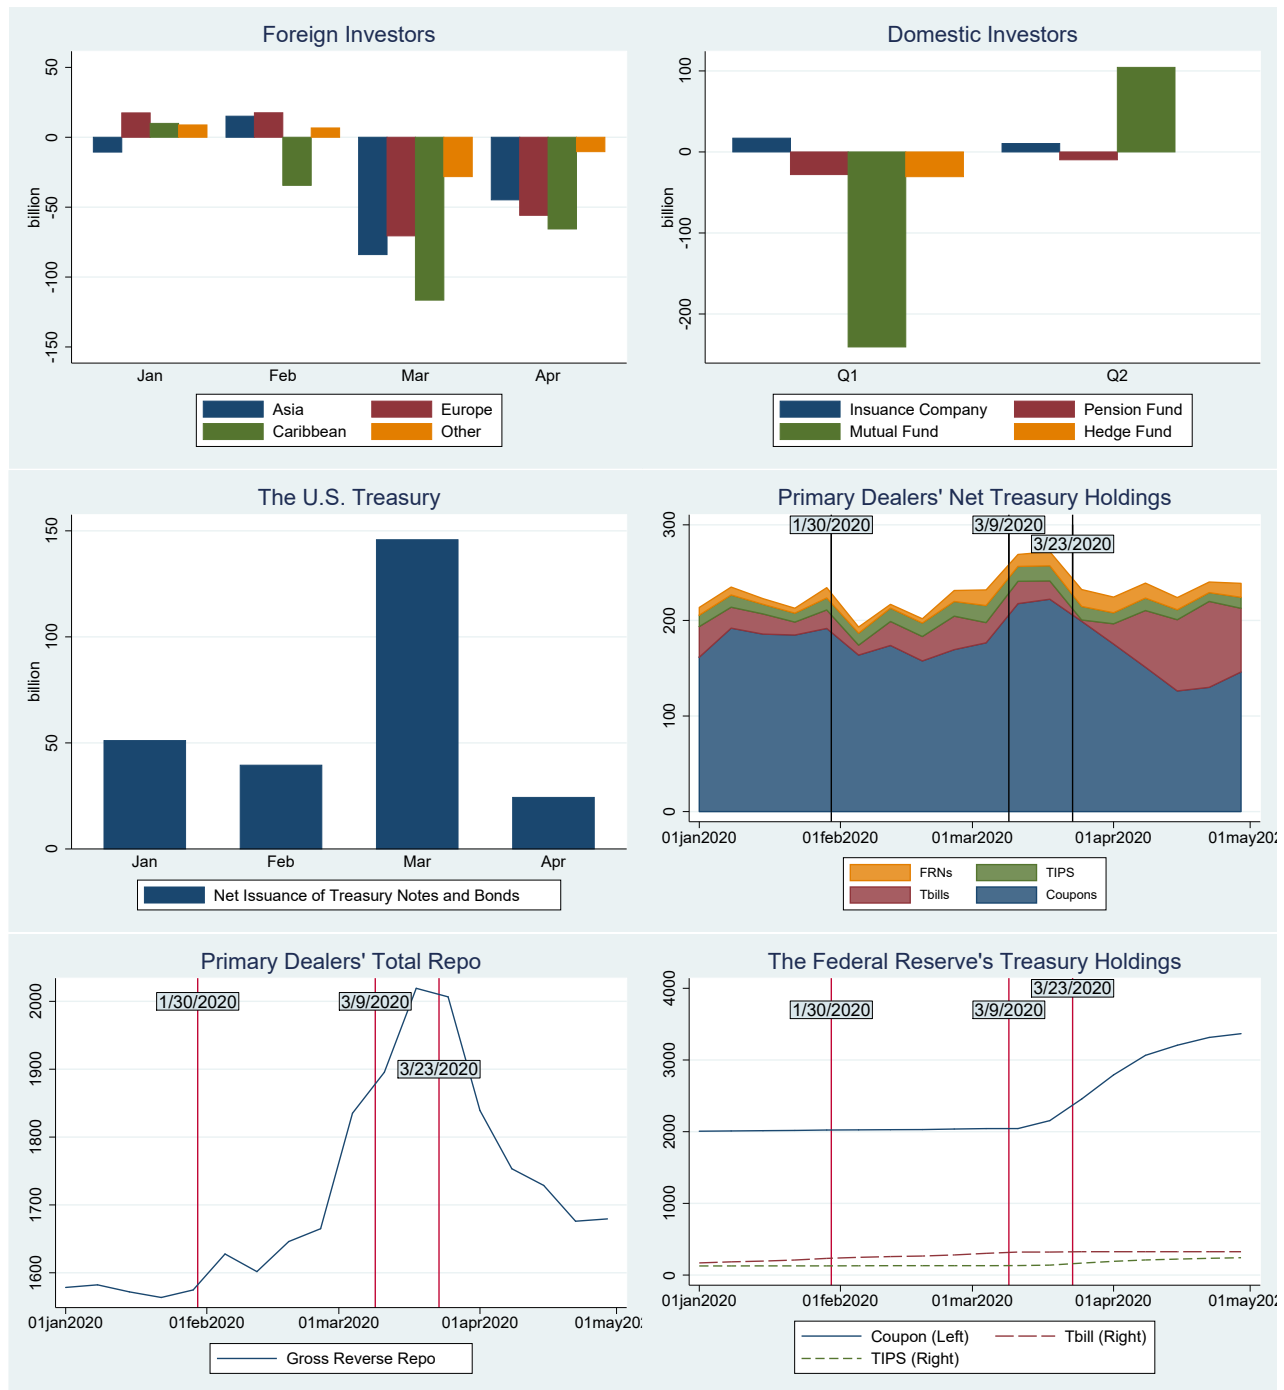 Foreign Investors
50
0
-50
-100
-150
billion
Jan Feb Mar Apr
Asia Europe
Caribbean Other
Domestic Investors
100
0
-100
-200
billion
Q1 Q2
Insuance Company Pension Fund
Mutual Fund Hedge Fund
The U.S. Treasury
150
100
50
0
billion
Jan Feb Mar Apr
Net Issuance of Treasury Notes and Bonds
Primary Dealers' Net Treasury Holdings
300
200
100
0
1/30/2020
3/9/2020
3/23/2020
01jan2020 01feb2020 01mar2020 01apr2020 01may202
FRNs TIPS
Tbills Coupons
Primary Dealers' Total Repo
2000
1900
1800
1700
1600
1/30/2020
3/9/2020
3/23/2020
01jan2020 01feb2020 01mar2020 01apr2020 01may202
Gross Reverse Repo
The Federal Reserve's Treasury Holdings
4000
3000
2000
1000
0
3/23/2020
1/30/2020
3/9/2020
01jan2020 01feb2020 01mar2020 01apr2020 01may202
Coupon (Left) Tbill (Right)
TIPS (Right)